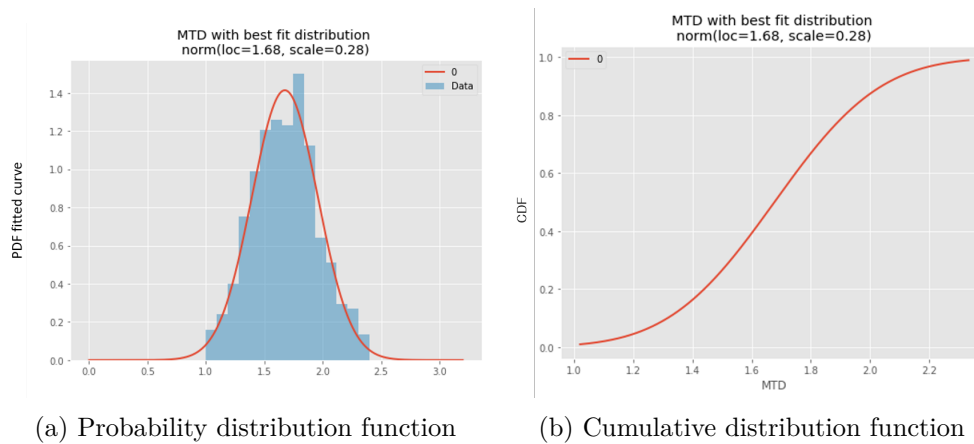 MTD with best fit distribution
norm(loc=1.68, scale=0.28)
0
Data
PDF fitted curve
1.4
1.2
1.0
0.8
0.6
0.4
0.2
0.0
0.0 0.5 1.0 1.5 2.0 2.5 3.0
(a) Probability distribution function
MTD with best fit distribution
norm(loc=1.68, scale=0.28)
0
CDF
1.0
0.8
0.6
0.4
0.2
0.0
1.0 1.2 1.4 1.6 1.8 2.0 2.2
MTD
(b) Cumulative distribution function